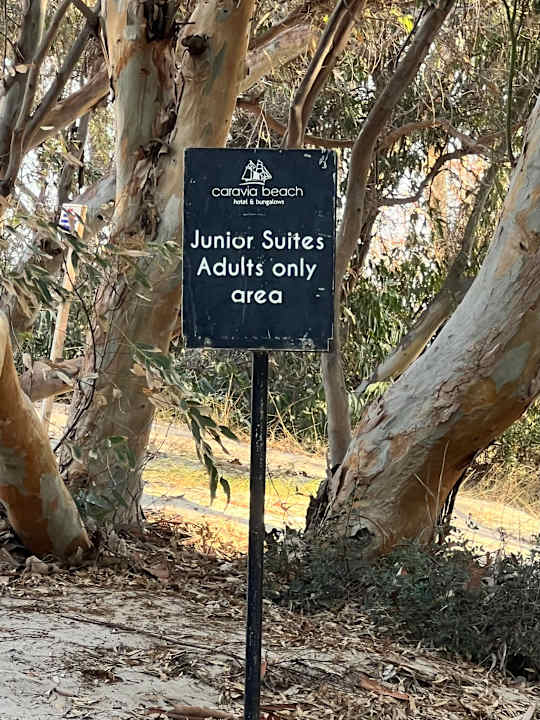 caravia beach
hotel & bungalows
Junior Suites
Adults only
area